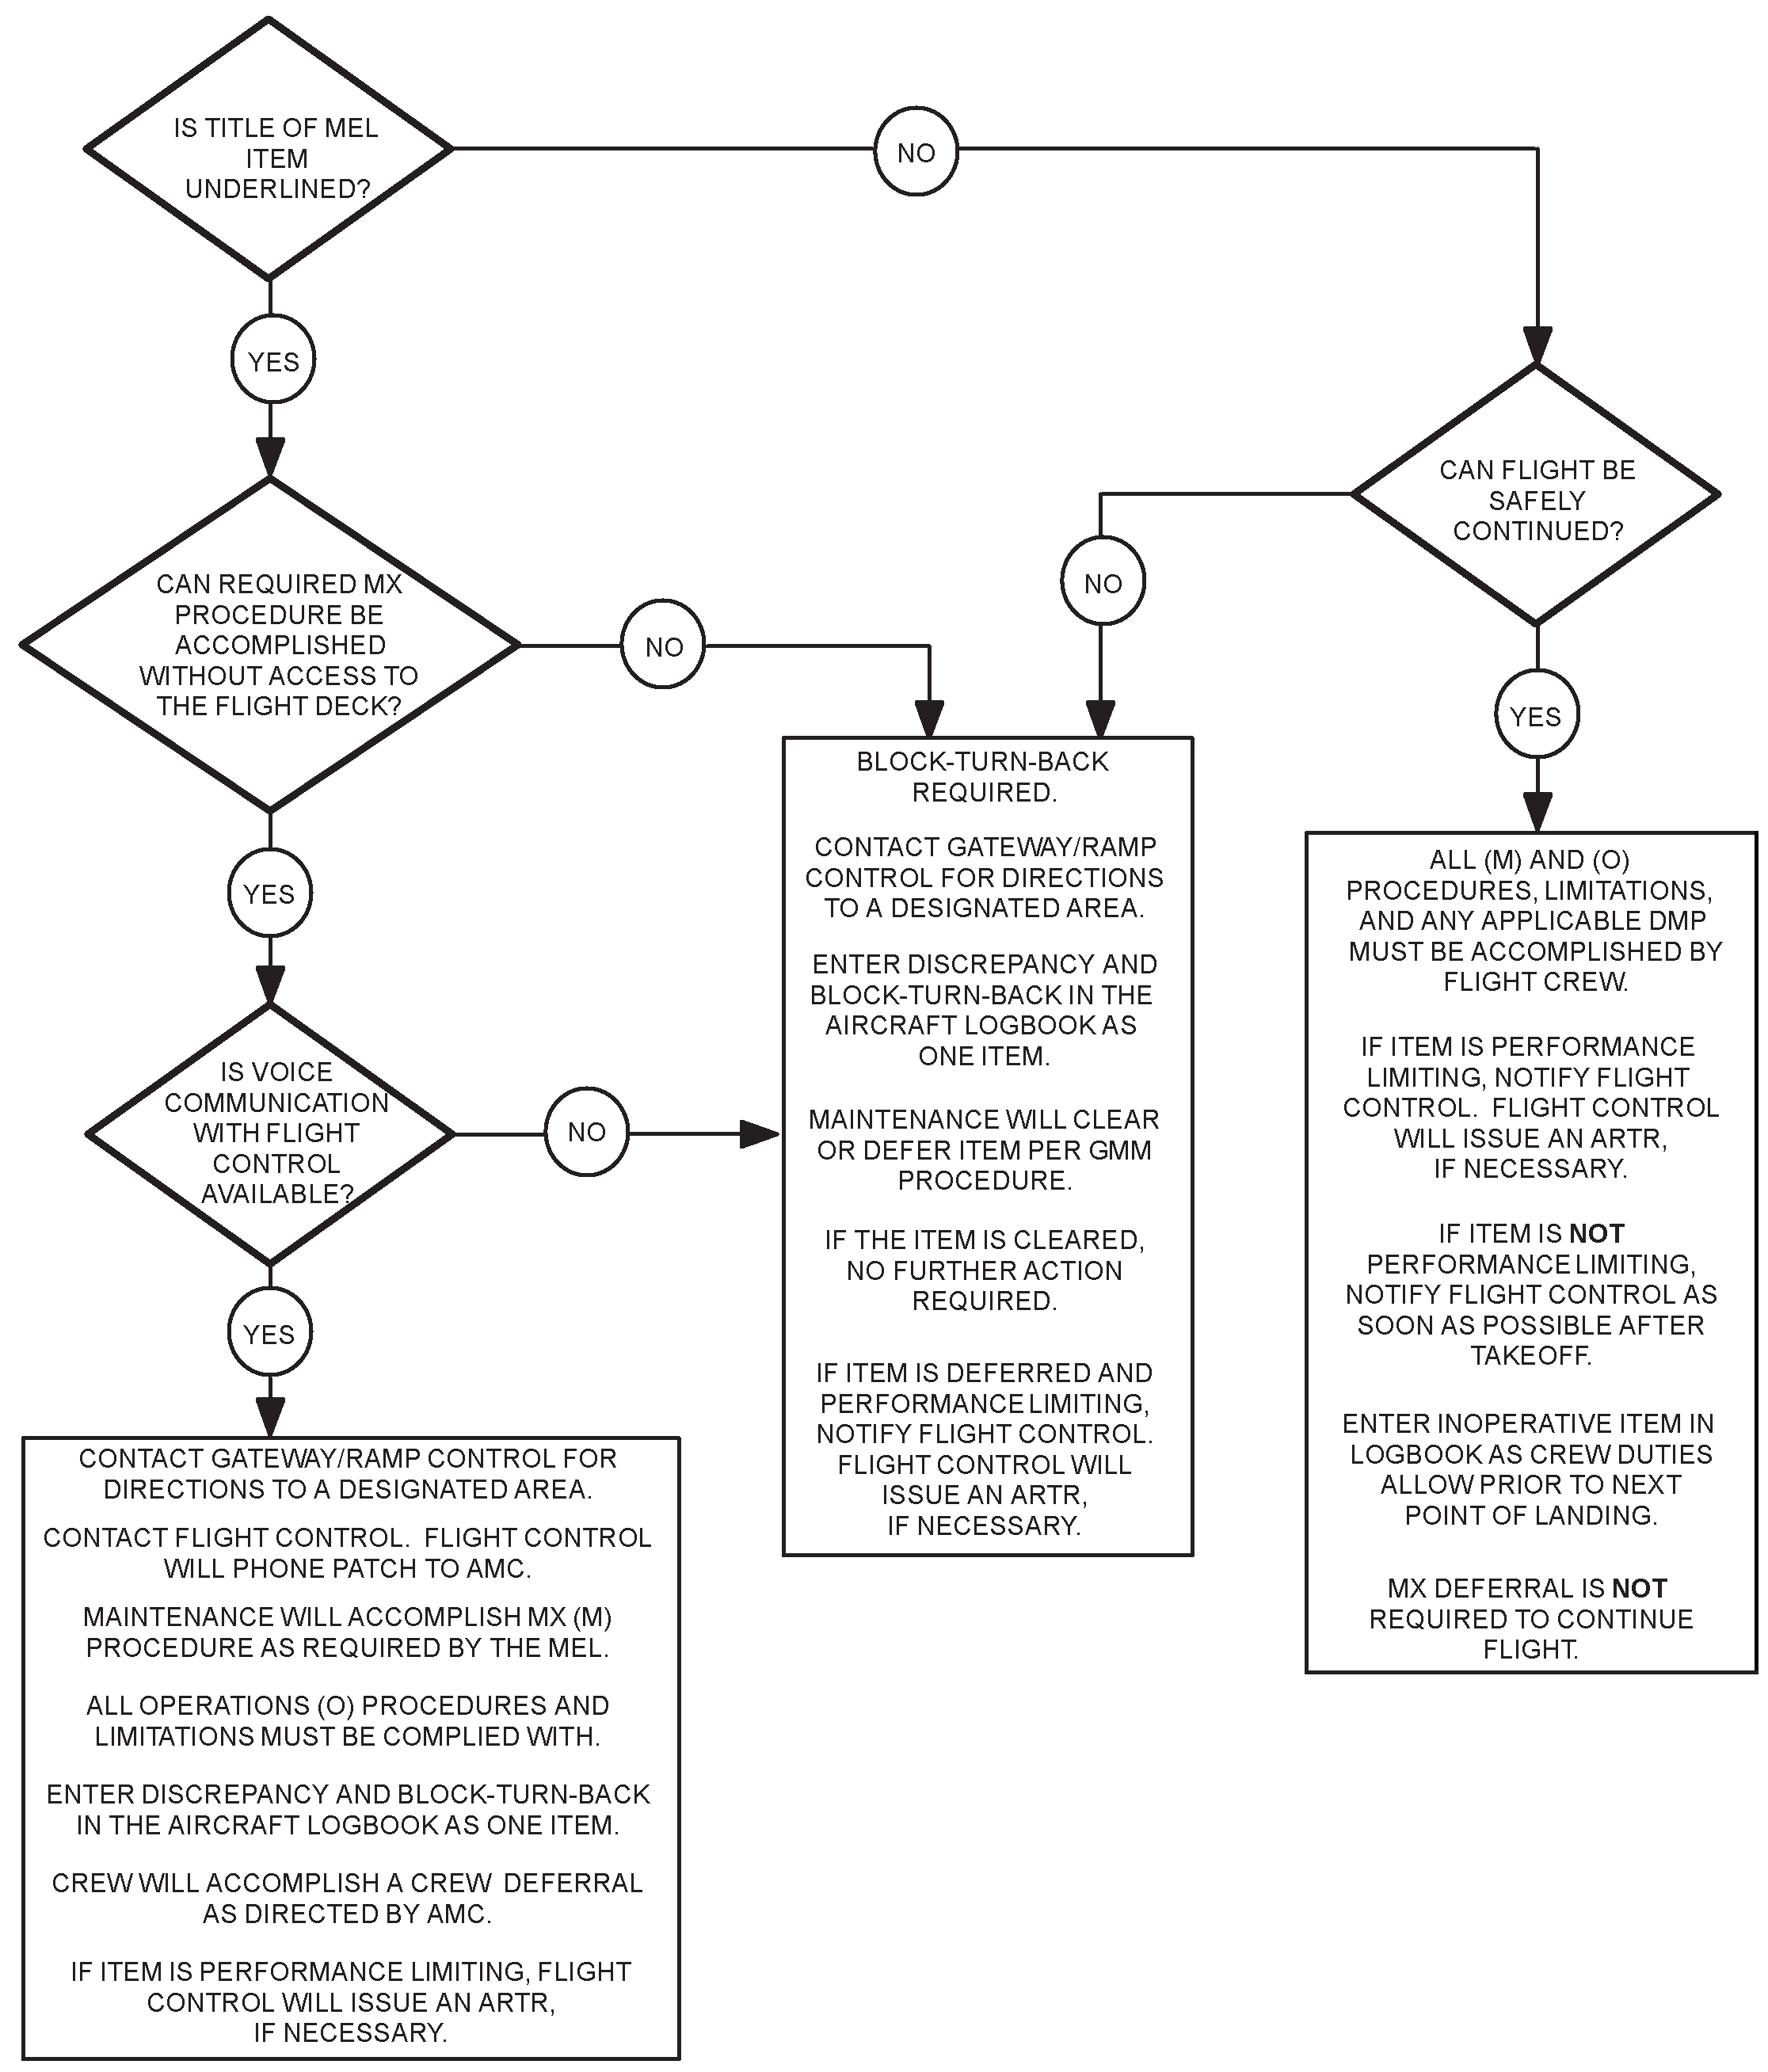 IS TITLE OF MEL
ITEM
UNDERLINED?
NO
YES
CAN FLIGHT BE
SAFELY
CONTINUED?
NO
YES
CAN REQUIRED MX
PROCEDURE BE
ACCOMPLISHED
WITHOUT ACCESS TO
THE FLIGHT DECK?
NO
YES
IS VOICE
COMMUNICATION
WITH FLIGHT
CONTROL
AVAILABLE?
NO
YES
BLOCK-TURN-BACK
REQUIRED.
CONTACT GATEWAY/RAMP
CONTROL FOR DIRECTIONS
TO A DESIGNATED AREA.
ENTER DISCREPANCY AND
BLOCK-TURN-BACK IN THE
AIRCRAFT LOGBOOK AS
ONE ITEM.
MAINTENANCE WILL CLEAR
OR DEFER ITEM PER GMM
PROCEDURE.
IF THE ITEM IS CLEARED,
NO FURTHER ACTION
REQUIRED.
IF ITEM IS DEFERRED AND
PERFORMANCE LIMITING,
NOTIFY FLIGHT CONTROL.
FLIGHT CONTROL WILL
ISSUE AN ARTR,
IF NECESSARY.
ALL (M) AND (O)
PROCEDURES, LIMITATIONS,
AND ANY APPLICABLE DMP
MUST BE ACCOMPLISHED BY
FLIGHT CREW.
IF ITEM IS PERFORMANCE
LIMITING, NOTIFY FLIGHT
CONTROL. FLIGHT CONTROL
WILL ISSUE AN ARTR,
IF NECESSARY.
IF ITEM IS NOT
PERFORMANCE LIMITING,
NOTIFY FLIGHT CONTROL AS
SOON AS POSSIBLE AFTER
TAKEOFF.
ENTER INOPERATIVE ITEM IN
LOGBOOK AS CREW DUTIES
ALLOW PRIOR TO NEXT
POINT OF LANDING.
MX DEFERRAL IS NOT
REQUIRED TO CONTINUE
FLIGHT.
CONTACT GATEWAY/RAMP CONTROL FOR
DIRECTIONS TO A DESIGNATED AREA.
CONTACT FLIGHT CONTROL. FLIGHT CONTROL
WILL PHONE PATCH TO AMC.
MAINTENANCE WILL ACCOMPLISH MX (M)
PROCEDURE AS REQUIRED BY THE MEL.
ALL OPERATIONS (O) PROCEDURES AND
LIMITATIONS MUST BE COMPLIED WITH.
ENTER DISCREPANCY AND BLOCK-TURN-BACK
IN THE AIRCRAFT LOGBOOK AS ONE ITEM.
CREW WILL ACCOMPLISH A CREW DEFERRAL
AS DIRECTED BY AMC.
IF ITEM IS PERFORMANCE LIMITING, FLIGHT
CONTROL WILL ISSUE AN ARTR,
IF NECESSARY.